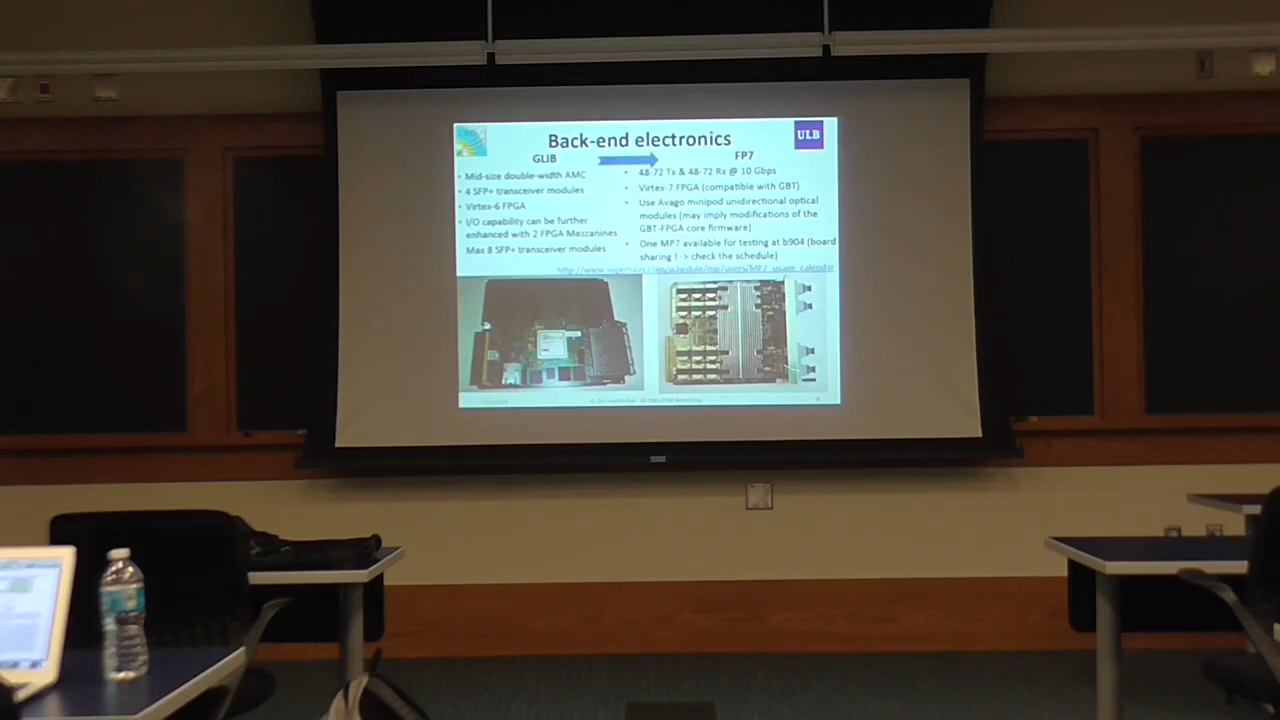 Back-end electronics
ULB
GLIB
FP7
• Mid-size double-width AMC
• 4 SFP+ transceiver modules
• Virtex-6 FPGA
• I/O capability can be further
enhanced with 2 FPGA Mezzanines
Max 8 SFP+ transceiver modules
• 48-72 Tx & 48-72 Rx @ 10 Gbps
• Virtex-7 FPGA (compatible with GBT)
• Use Avago minipod unidirectional optical
modules (may imply modifications of the
GBT-FPGA core firmware)
• One MP7 available for testing at b904 (board
sharing ! -> check the schedule)